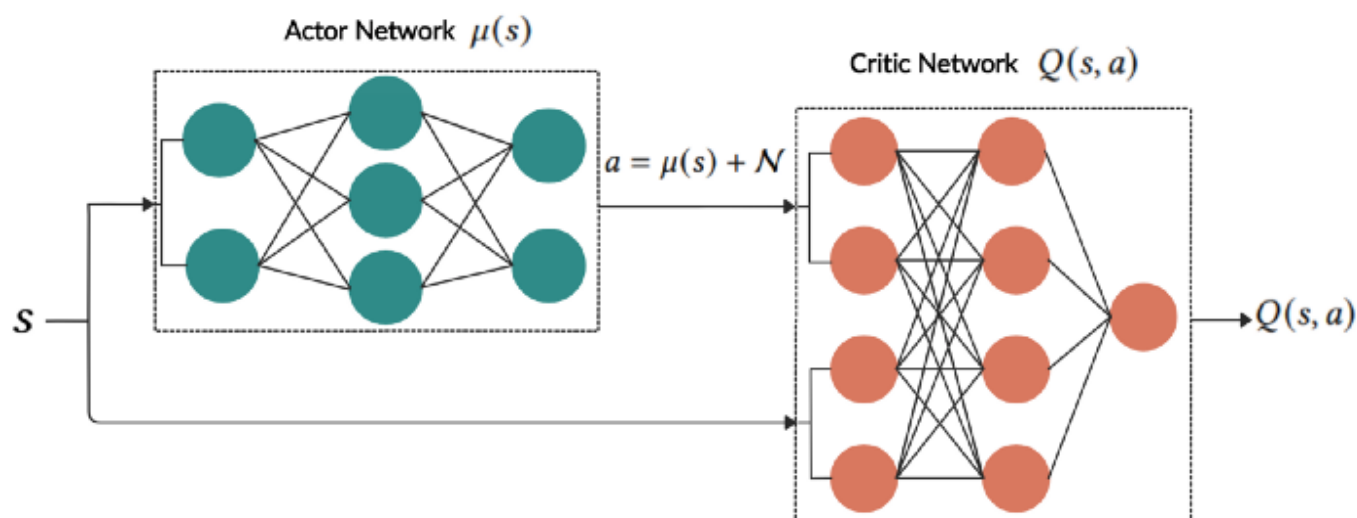 Actor Network μ(s)
Critic Network Q(s, a)
a = μ(s) + 𝒩
s
Q(s, a)